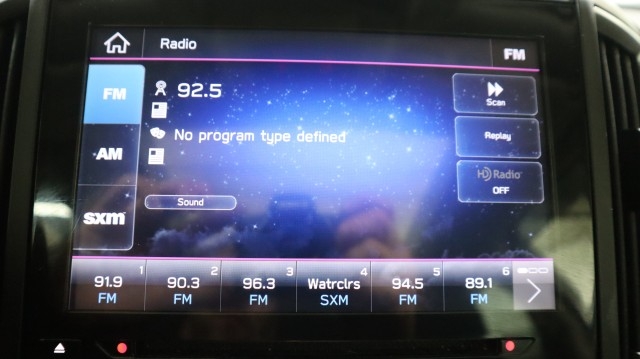 Radio
FM
FM
92.5
Scan
No program type defined
Replay
AM
HD Radio
OFF
Sound
sxm
1
91.9
FM
2
90.3
FM
3
96.3
FM
4
Watrclrs
SXM
5
94.5
FM
6
89.1
FM